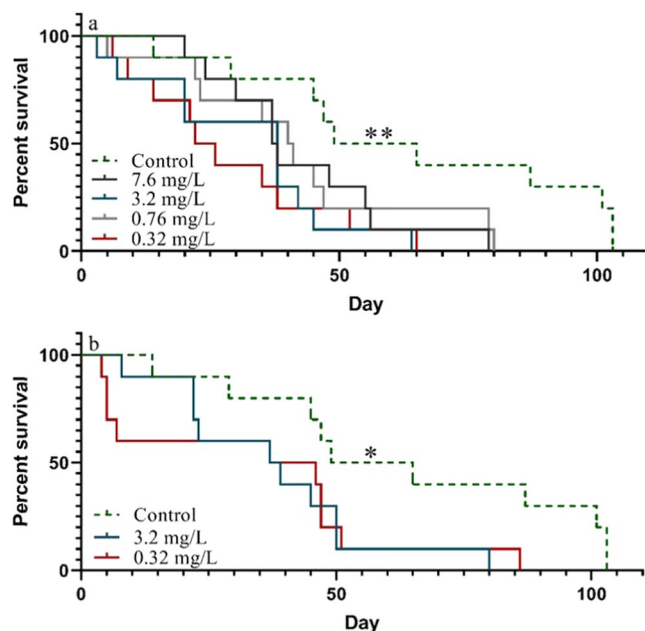 a
Percent survival
100
50
0
**
Control
7.6 mg/L
3.2 mg/L
0.76 mg/L
0.32 mg/L
0 50 100
Day
b
Percent survival
100
50
0
*
Control
3.2 mg/L
0.32 mg/L
0 50 100
Day